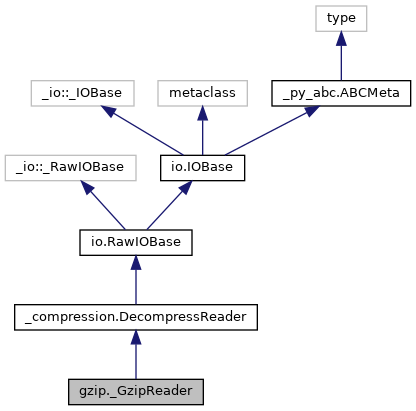 type
_io::_IOBase
metaclass
_py_abc.ABCMeta
_io::_RawIOBase
io.IOBase
io.RawIOBase
_compression.DecompressReader
gzip._GzipReader